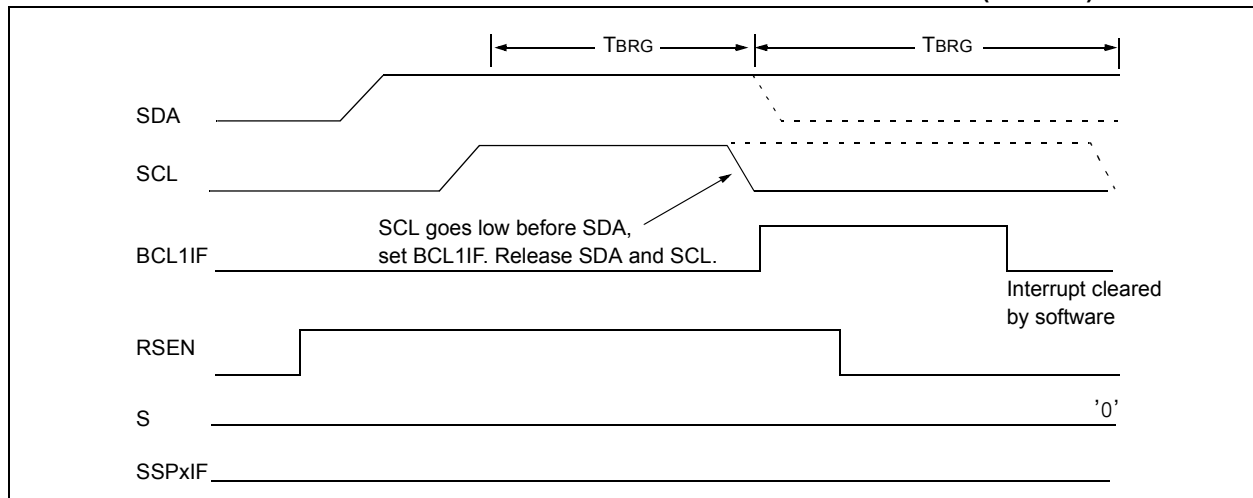 TBRG TBRG
SDA
SCL
SCL goes low before SDA,
set BCL1IF. Release SDA and SCL.
BCL1IF
Interrupt cleared
by software
RSEN
S '0'
SSPxIF